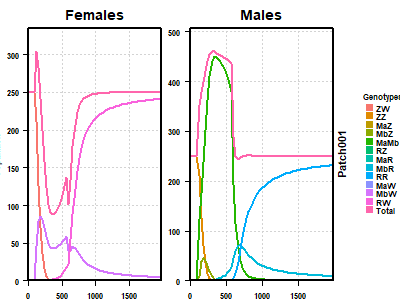 Females
Males
300
250
200
150
100
50
0
0
500
1000
1500
500
400
300
200
100
0
0
500
1000
1500
Patch001
Genotype
ZW
ZZ
MaZ
MbZ
MaMb
RZ
MaR
MbR
RR
MaW
MbW
RW
Total